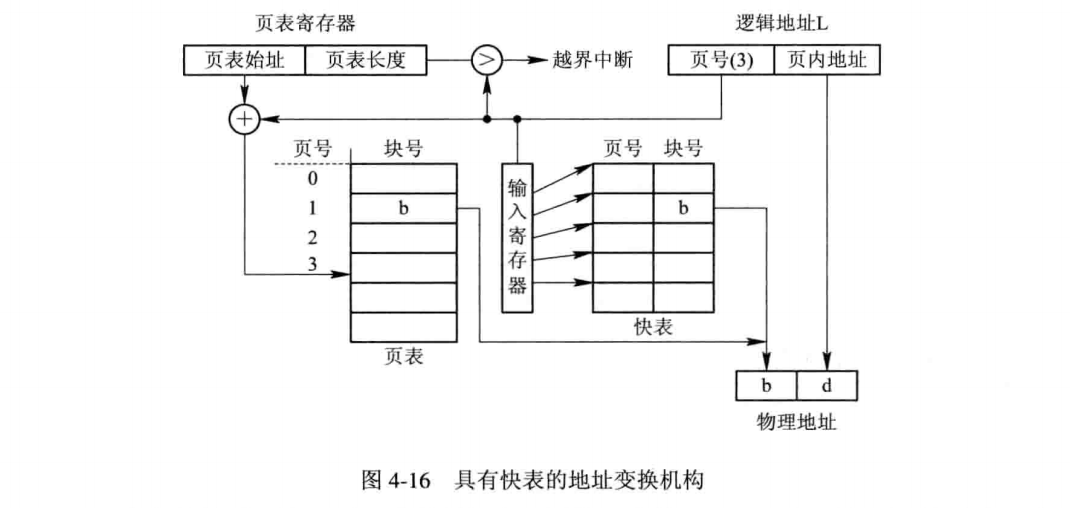 页表寄存器 逻辑地址L
页表始址 页表长度 > 越界中断 页号(3) 页内地址
+
页号 块号 页号 块号
0
1 b b
2
3
输入寄存器
快表
页表
b d
物理地址
图 4-16 具有快表的地址变换机构